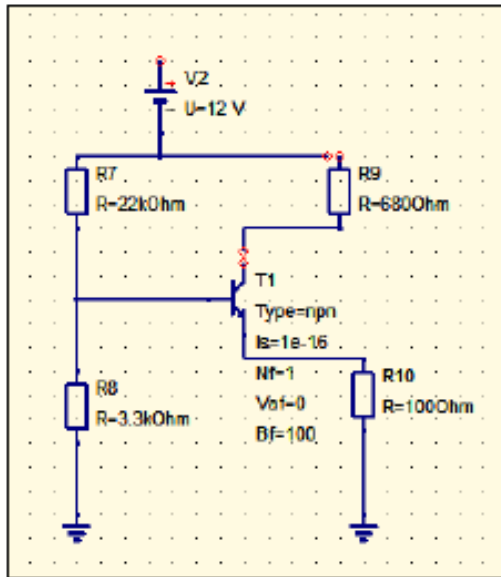 V2
U=12 V
R7
R=22kOhm
R9
R=680Ohm
T1
Type=npn
Is=1e-16
Nf=1
Vaf=0
Bf=100
R8
R=3.3kOhm
R10
R=100Ohm